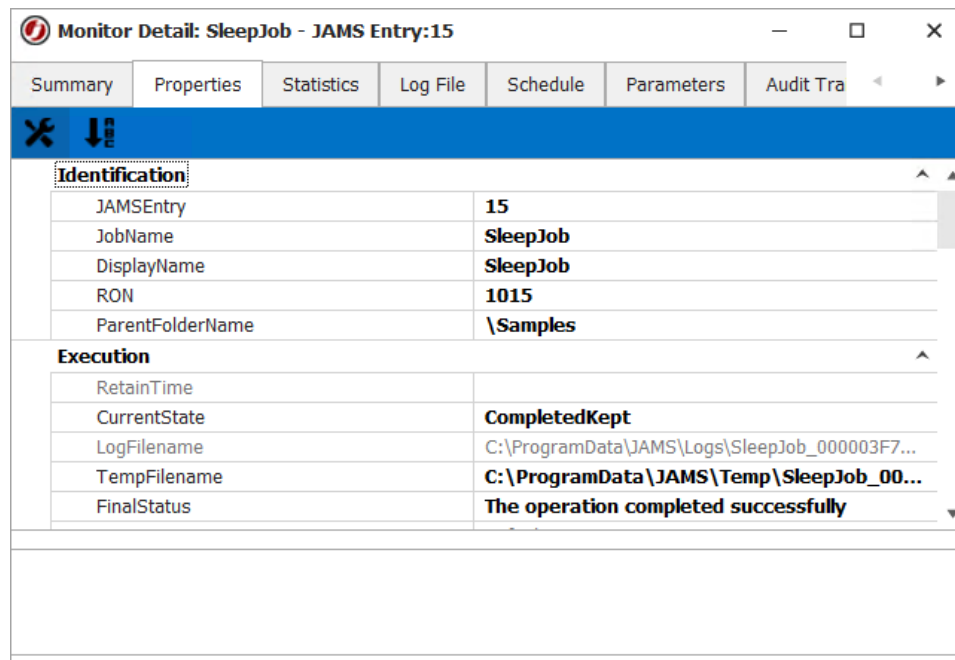 Monitor Detail: SleepJob - JAMS Entry:15
Summary Properties Statistics Log File Schedule Parameters Audit Tra
Identification
JAMSEntry 15
JobName SleepJob
DisplayName SleepJob
RON 1015
ParentFolderName \Samples
Execution
RetainTime
CurrentState CompletedKept
LogFilename C:\ProgramData\JAMS\Logs\SleepJob_000003F7...
TempFilename C:\ProgramData\JAMS\Temp\SleepJob_00...
FinalStatus The operation completed successfully